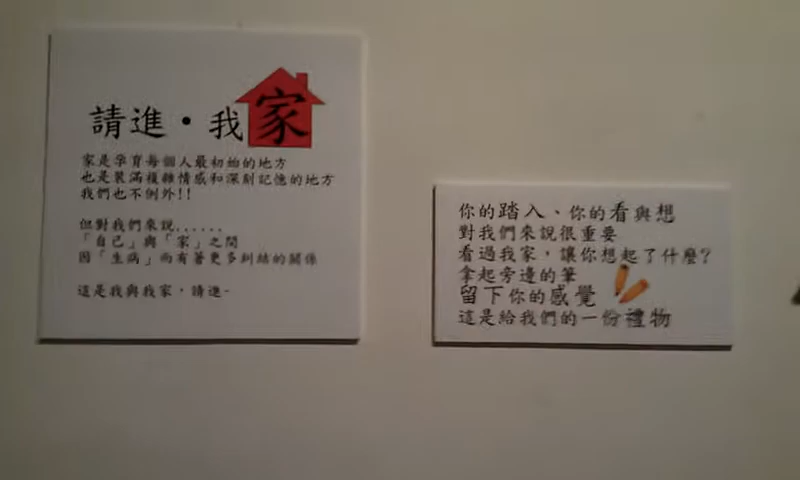 請進·我家
家是孕育每個人最初始的地方
也是裝滿複雜情感和深刻記憶的地方
我們也不例外!!
但對我們來說......
「自己」與「家」之間
因「生病」而有著更多糾結的關係
這是我與我家,請進~
你的踏入、你的看與想
對我們來說很重要
看過我家,讓你想起了什麼?
拿起旁邊的筆
留下你的感覺
這是給我們的一份禮物